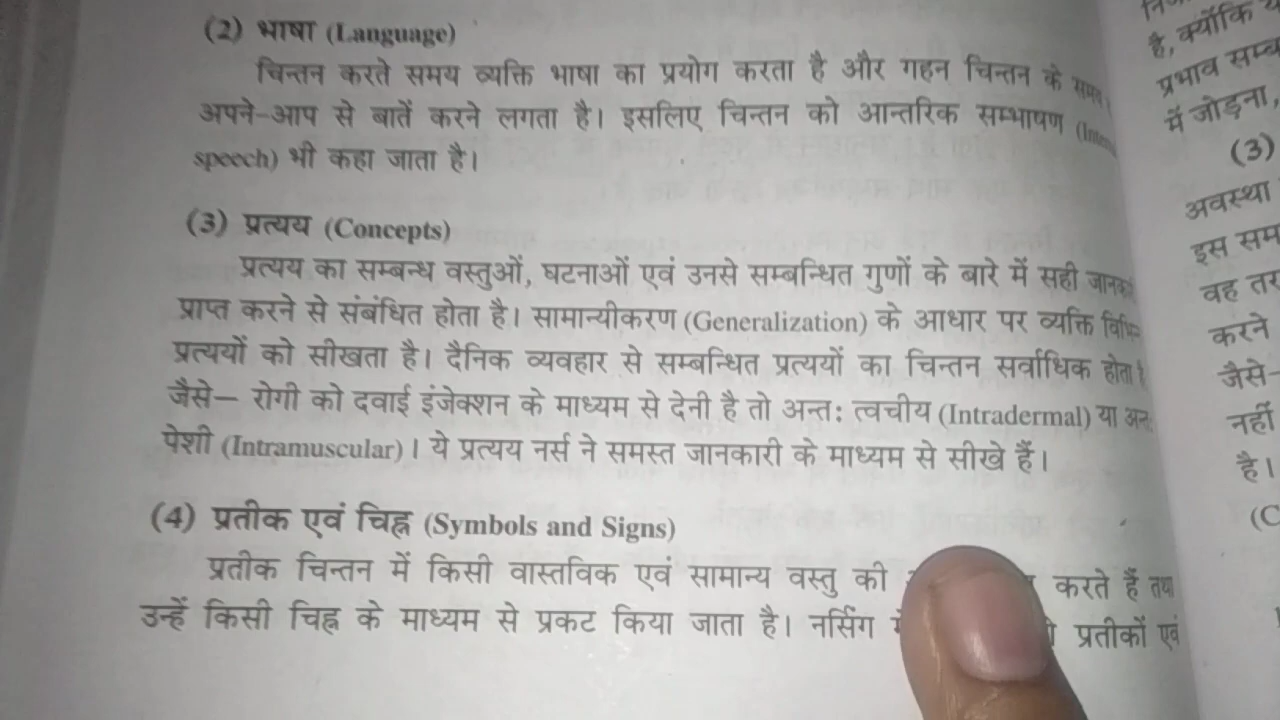 (2) भाषा (Language)
चिन्तन करते समय व्यक्ति भाषा का प्रयोग करता है और गहन चिन्तन के समय
अपने-आप से बातें करने लगता है। इसलिए चिन्तन को आन्तरिक सम्भाषण
speech) भी कहा जाता है।
(3) प्रत्यय (Concepts)
प्रत्यय का सम्बन्ध वस्तुओं, घटनाओं एवं उनसे सम्बन्धित गुणों के बारे में सही
प्राप्त करने से संबंधित होता है। सामान्यीकरण (Generalization) के आधार पर व्यक्ति
प्रत्ययों को सीखता है। दैनिक व्यवहार से सम्बन्धित प्रत्ययों का चिन्तन सर्वाधिक होता है
जैसे– रोगी को दवाई इंजेक्शन के माध्यम से देनी है तो अन्तः त्वचीय (Intradermal) या अन्तः
पेशी (Intramuscular)। ये प्रत्यय नर्स ने समस्त जानकारी के माध्यम से सीखे हैं।
(4) प्रतीक एवं चिह्न (Symbols and Signs)
प्रतीक चिन्तन में किसी वास्तविक एवं सामान्य वस्तु की करते हैं तथा
उन्हें किसी चिह्न के माध्यम से प्रकट किया जाता है। नर्सिंग प्रतीकों एवं
है, क्योंकि
प्रभाव
में जोड़ना,
(3)
अवस्था
इस
वह
करने
जैसे–
नहीं
है।
(C